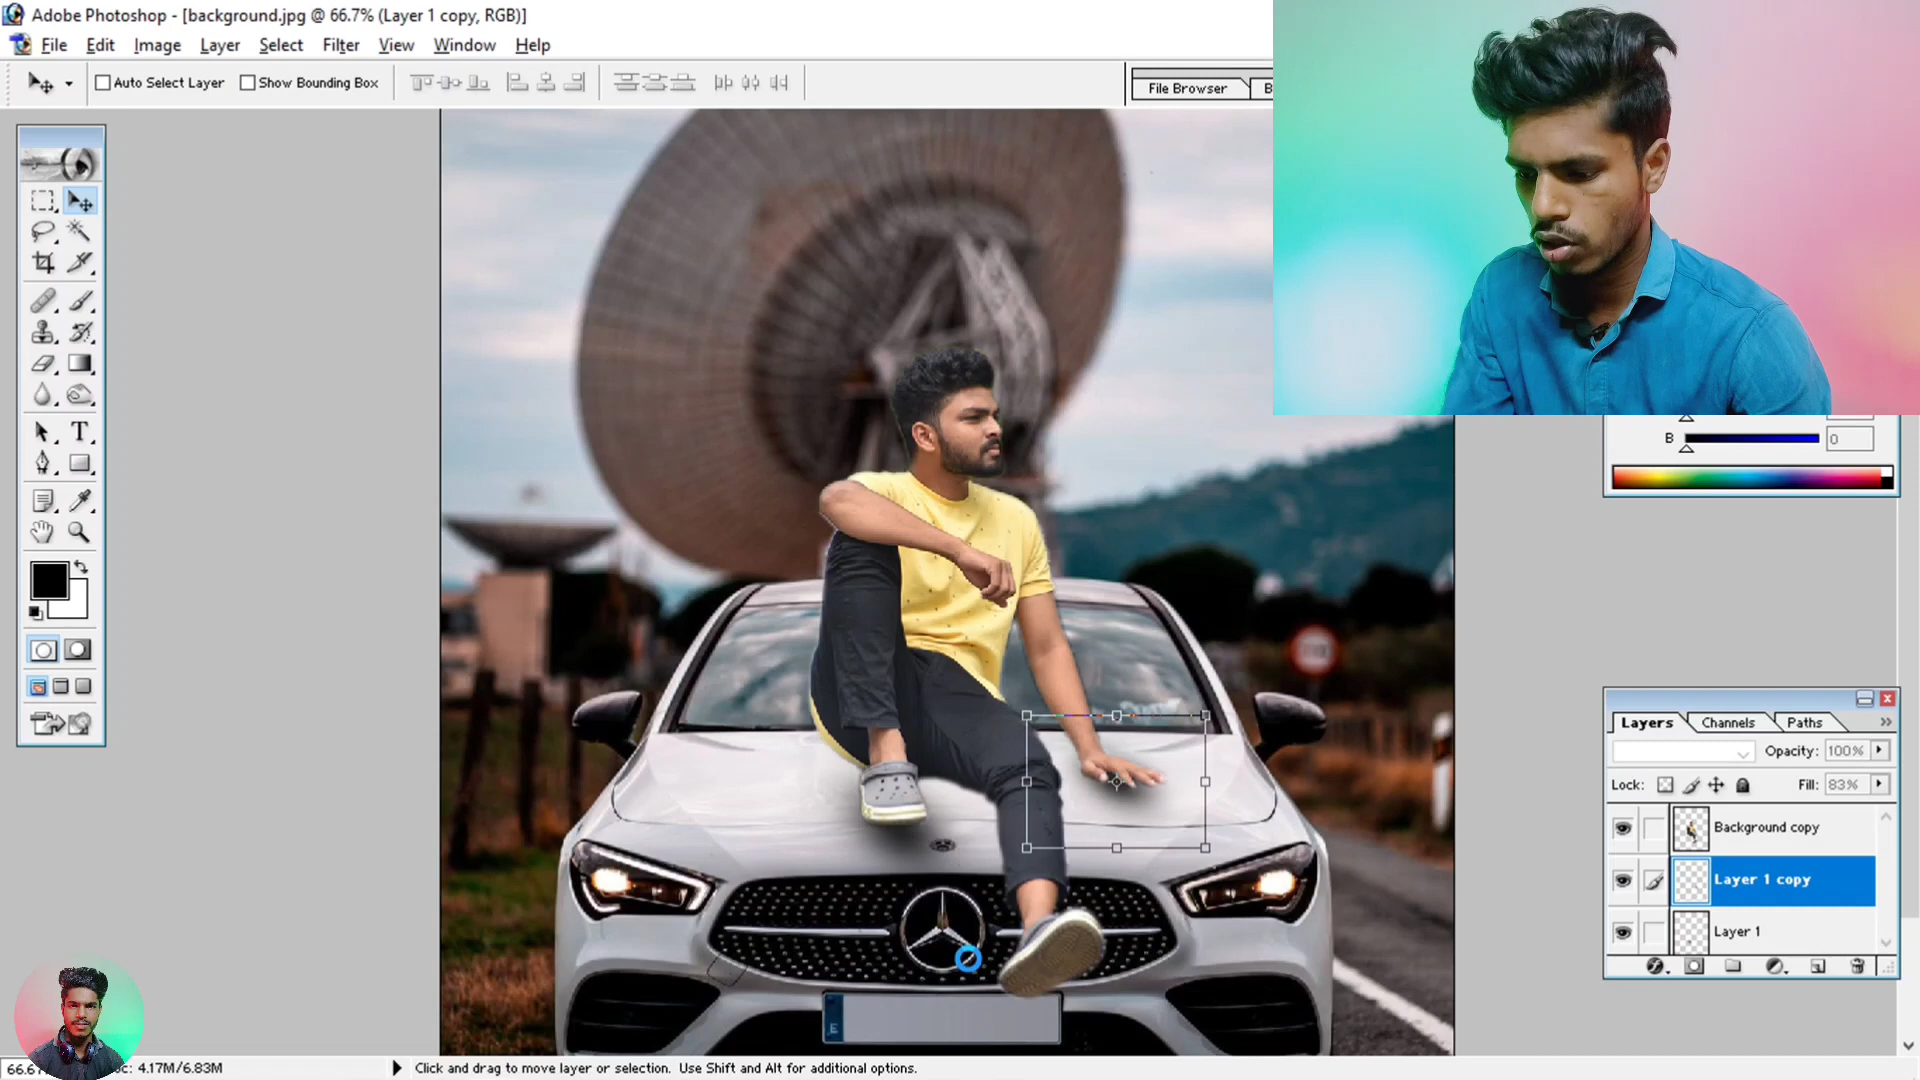 Adobe Photoshop - [background.jpg @ 66.7% (Layer 1 copy, RGB)]
File Edit Image Layer Select Filter View Window Help
Auto Select Layer Show Bounding Box
File Browser B
B 0
Layers Channels Paths
Opacity: 100%
Lock: Fill: 83%
Background copy
Layer 1 copy
Layer 1
T
E
4.17M/6.83M
Click and drag to move layer or selection. Use Shift and Alt for additional options.